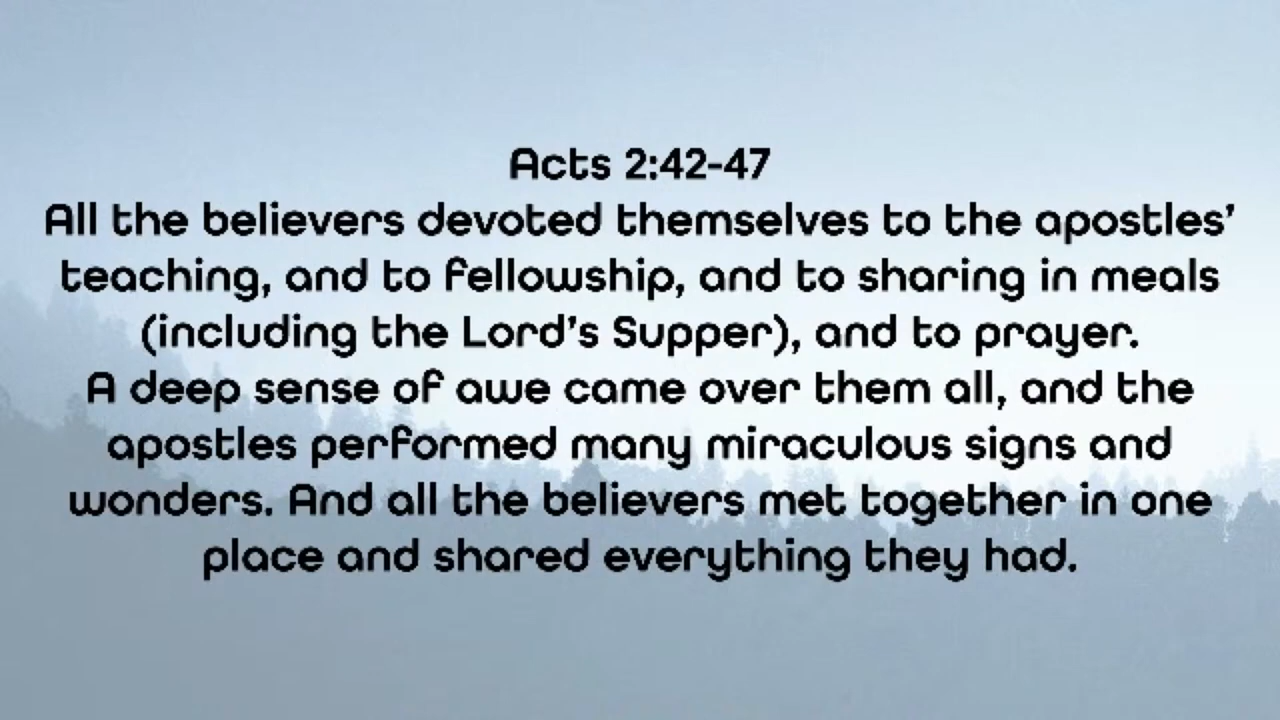 Acts 2:42-47
All the believers devoted themselves to the apostles’
teaching, and to fellowship, and to sharing in meals
(including the Lord’s Supper), and to prayer.
A deep sense of awe came over them all, and the
apostles performed many miraculous signs and
wonders. And all the believers met together in one
place and shared everything they had.